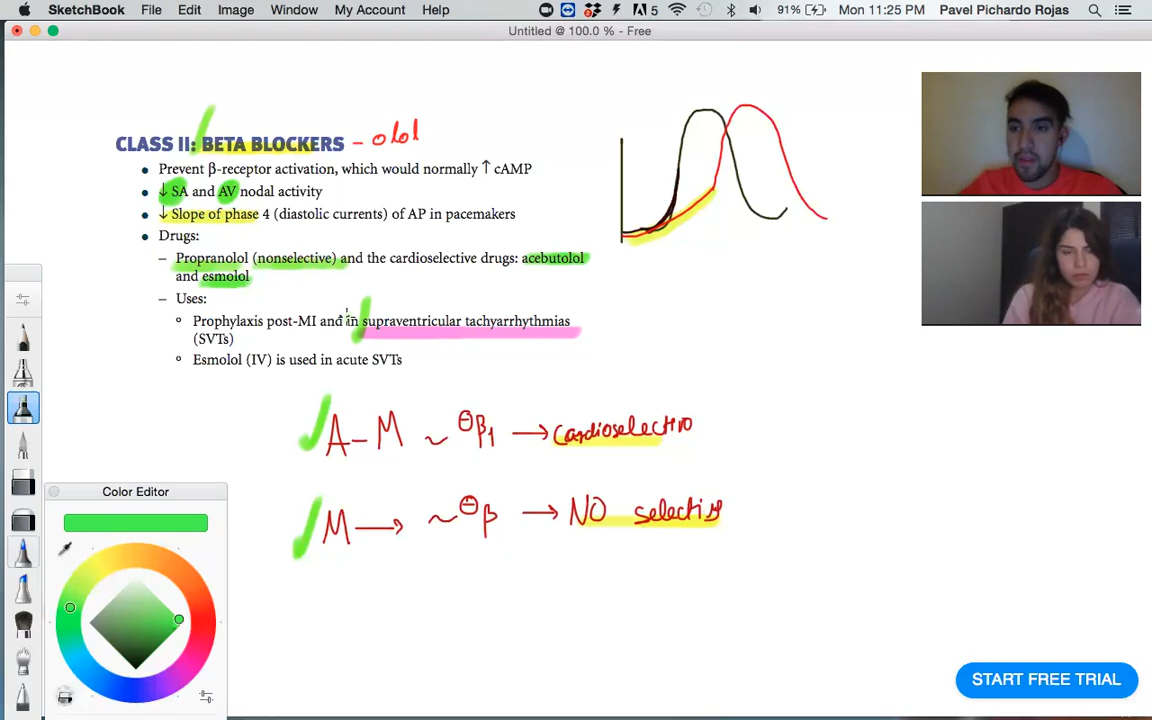 SketchBook File Edit Image Window My Account Help 5 91% Mon 11:25 PM Pavel Pichardo Rojas
Untitled @ 100.0 % - Free
CLASS II: BETA BLOCKERS - olol
• Prevent β-receptor activation, which would normally ↑ cAMP
• ↓ SA and AV nodal activity
• ↓ Slope of phase 4 (diastolic currents) of AP in pacemakers
• Drugs:
– Propranolol (nonselective) and the cardioselective drugs: acebutolol
and esmolol
– Uses:
° Prophylaxis post-MI and in supraventricular tachyarrhythmias
(SVTs)
° Esmolol (IV) is used in acute SVTs
A-M ~ ⊖β1 → Cardioselectivo
M → ~ ⊖β → NO selectivo
Color Editor
START FREE TRIAL